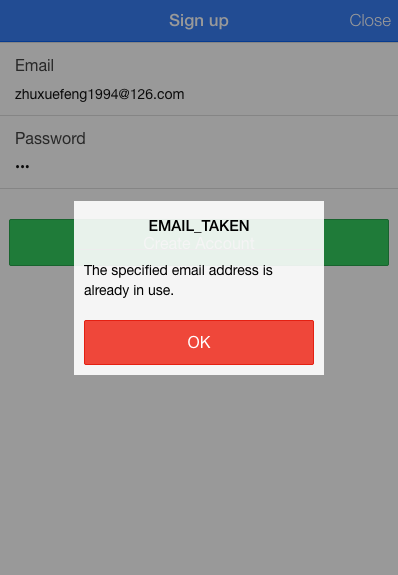 Sign up
Close
Email
zhuxuefeng1994@126.com
Password
EMAIL_TAKEN
Create Account
The specified email address is
already in use.
OK